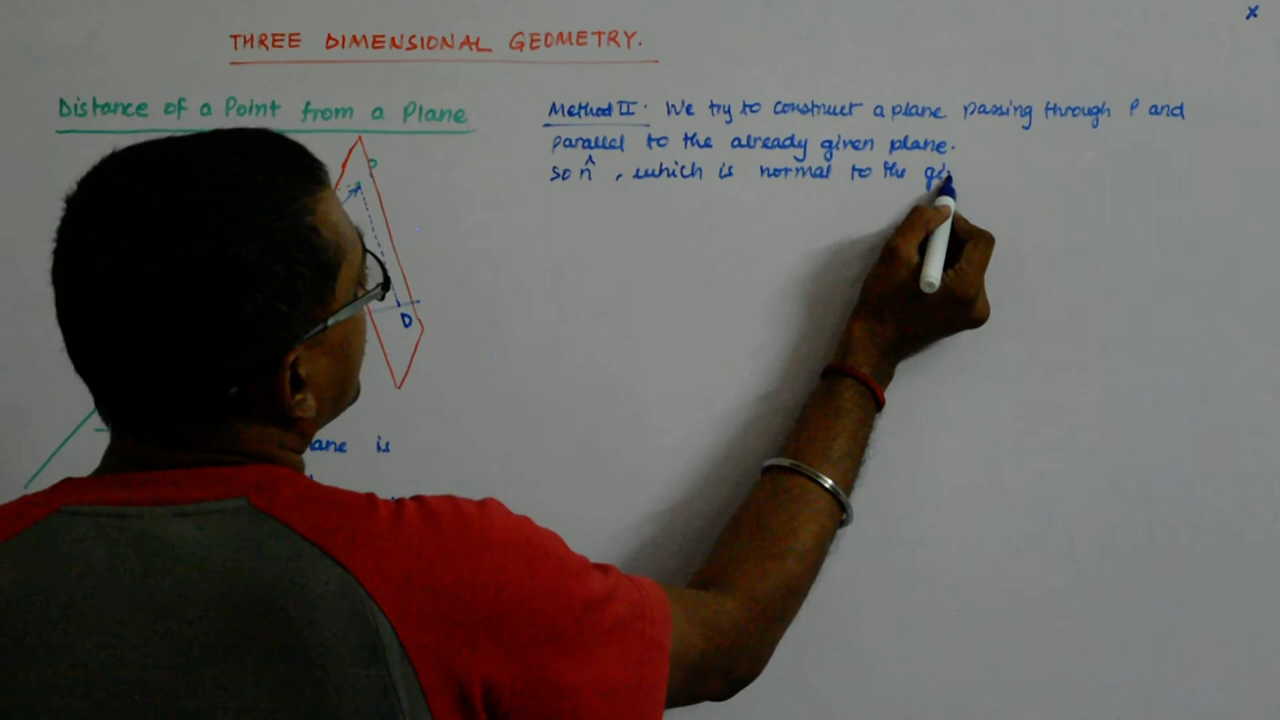 x
THREE DIMENSIONAL GEOMETRY.
Distance of a Point from a Plane
P
D
is
Method II. We try to construct a plane passing through P and
parallel to the already given plane.
So n̂, which is normal to the gi